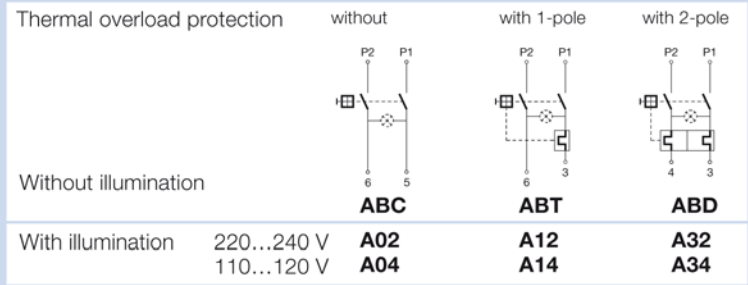 Thermal overload protection without with 1-pole with 2-pole
P2 P1 P2 P1 P2 P1
6 5 6 3 4 3
Without illumination
ABC ABT ABD
With illumination 220...240 V A02 A12 A32
110...120 V A04 A14 A34